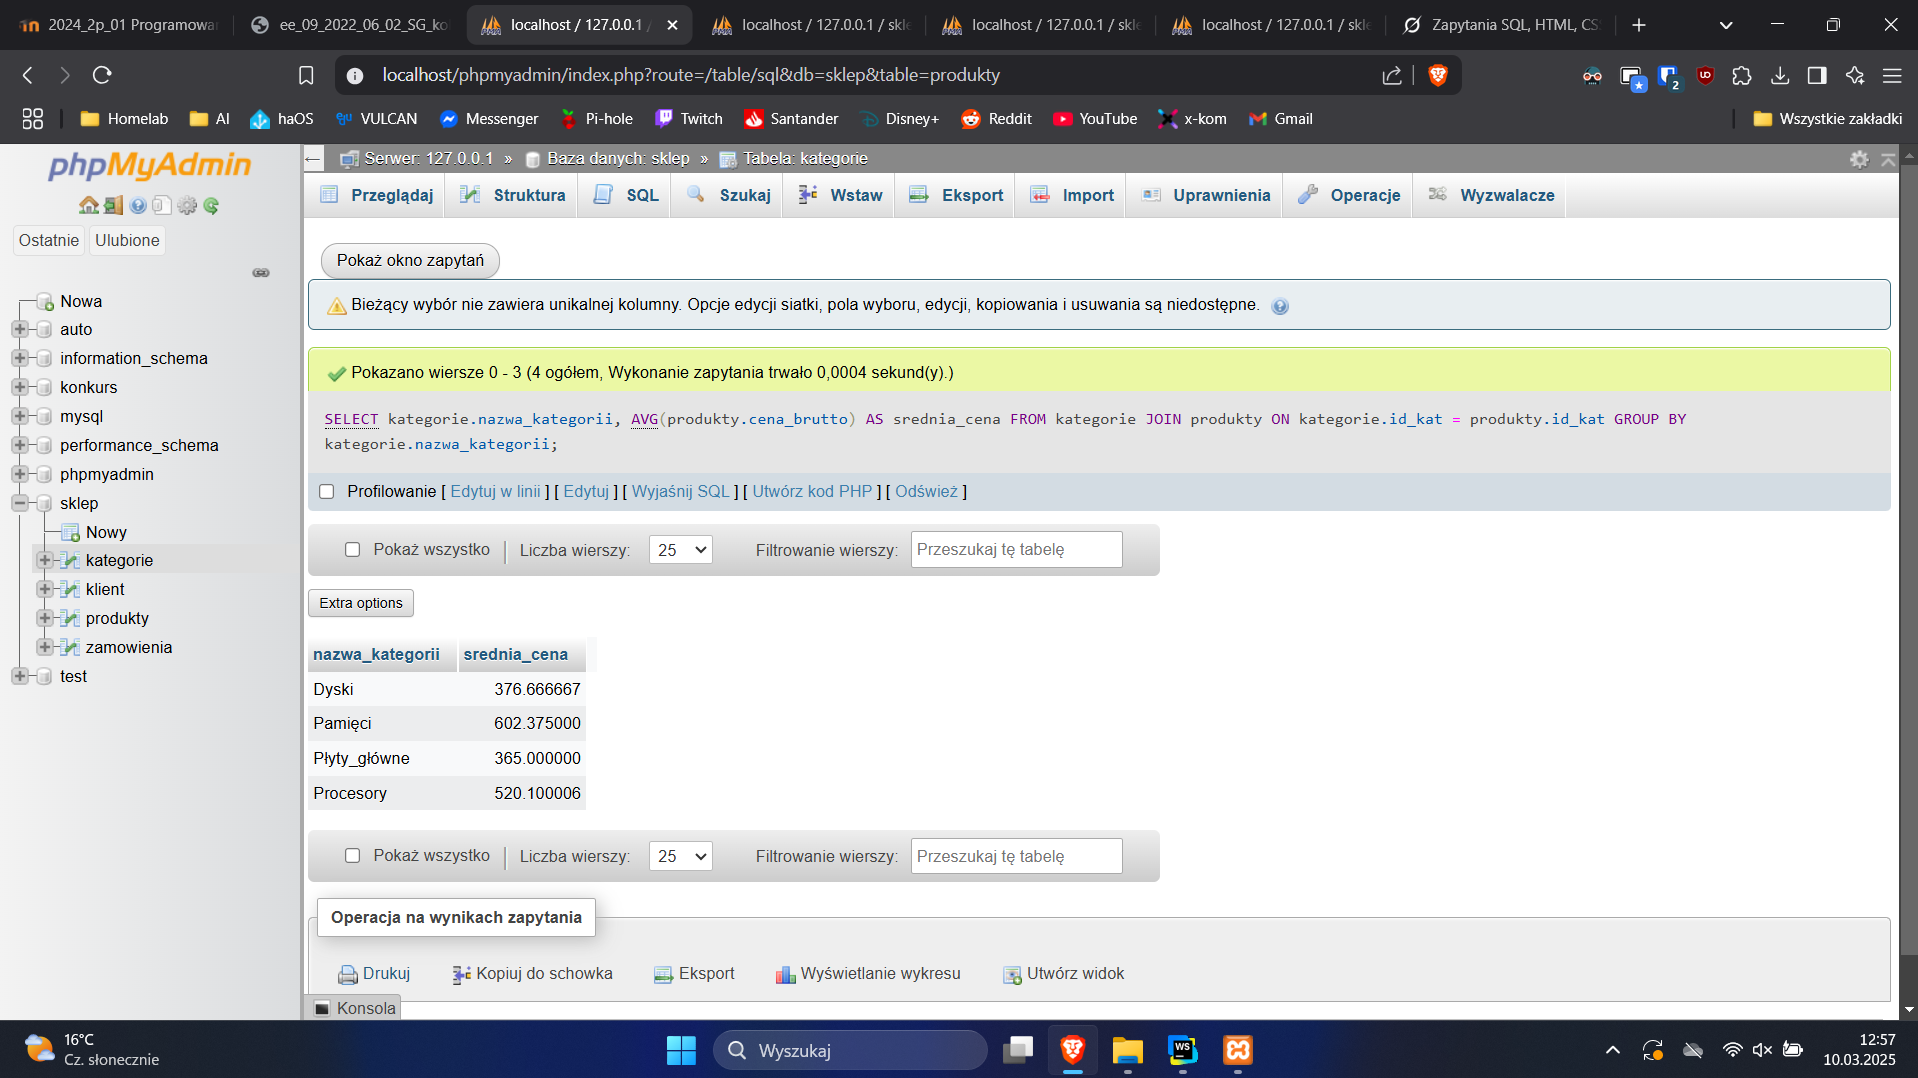 2024_2p_01 Programowan
ee_09_2022_06_02_SG_ko
localhost / 127.0.0.1 /
localhost / 127.0.0.1 / skle
localhost / 127.0.0.1 / skle
localhost / 127.0.0.1 / skle
Zapytania SQL, HTML, CS
localhost/phpmyadmin/index.php?route=/table/sql&db=sklep&table=produkty
2
Homelab
AI
haOS
VULCAN
Messenger
Pi-hole
Twitch
Santander
Disney+
Reddit
YouTube
x-kom
Gmail
Wszystkie zakładki
phpMyAdmin
Ostatnie
Ulubione
Nowa
auto
information_schema
konkurs
mysql
performance_schema
phpmyadmin
sklep
Nowy
kategorie
klient
produkty
zamowienia
test
Serwer: 127.0.0.1 » Baza danych: sklep » Tabela: kategorie
Przeglądaj
Struktura
SQL
Szukaj
Wstaw
Eksport
Import
Uprawnienia
Operacje
Wyzwalacze
Pokaż okno zapytań
Bieżący wybór nie zawiera unikalnej kolumny. Opcje edycji siatki, pola wyboru, edycji, kopiowania i usuwania są niedostępne.
Pokazano wiersze 0 - 3 (4 ogółem, Wykonanie zapytania trwało 0,0004 sekund(y).)
SELECT kategorie.nazwa_kategorii, AVG(produkty.cena_brutto) AS srednia_cena FROM kategorie JOIN produkty ON kategorie.id_kat = produkty.id_kat GROUP BY
kategorie.nazwa_kategorii;
Profilowanie [ Edytuj w linii ] [ Edytuj ] [ Wyjaśnij SQL ] [ Utwórz kod PHP ] [ Odśwież ]
Pokaż wszystko | Liczba wierszy: 25 Filtrowanie wierszy: Przeszukaj tę tabelę
Extra options
nazwa_kategorii srednia_cena
Dyski 376.666667
Pamięci 602.375000
Płyty_główne 365.000000
Procesory 520.100006
Pokaż wszystko | Liczba wierszy: 25 Filtrowanie wierszy: Przeszukaj tę tabelę
Operacja na wynikach zapytania
Drukuj
Kopiuj do schowka
Eksport
Wyświetlanie wykresu
Utwórz widok
Konsola
16°C
Cz. słonecznie
Wyszukaj
WS
12:57
10.03.2025